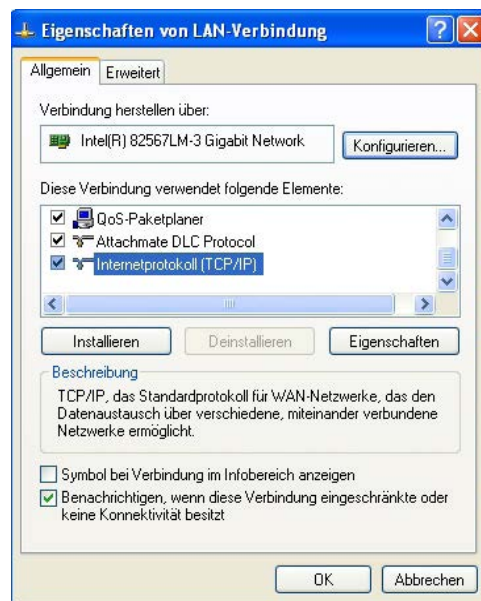 Eigenschaften von LAN-Verbindung
Allgemein
Erweitert
Verbindung herstellen über:
Intel(R) 82567LM-3 Gigabit Network
Konfigurieren...
Diese Verbindung verwendet folgende Elemente:
QoS-Paketplaner
Attachmate DLC Protocol
Internetprotokoll (TCP/IP)
Installieren
Deinstallieren
Eigenschaften
Beschreibung
TCP/IP, das Standardprotokoll für WAN-Netzwerke, das den
Datenaustausch über verschiedene, miteinander verbundene
Netzwerke ermöglicht.
Symbol bei Verbindung im Infobereich anzeigen
Benachrichtigen, wenn diese Verbindung eingeschränkte oder
keine Konnektivität besitzt
OK
Abbrechen